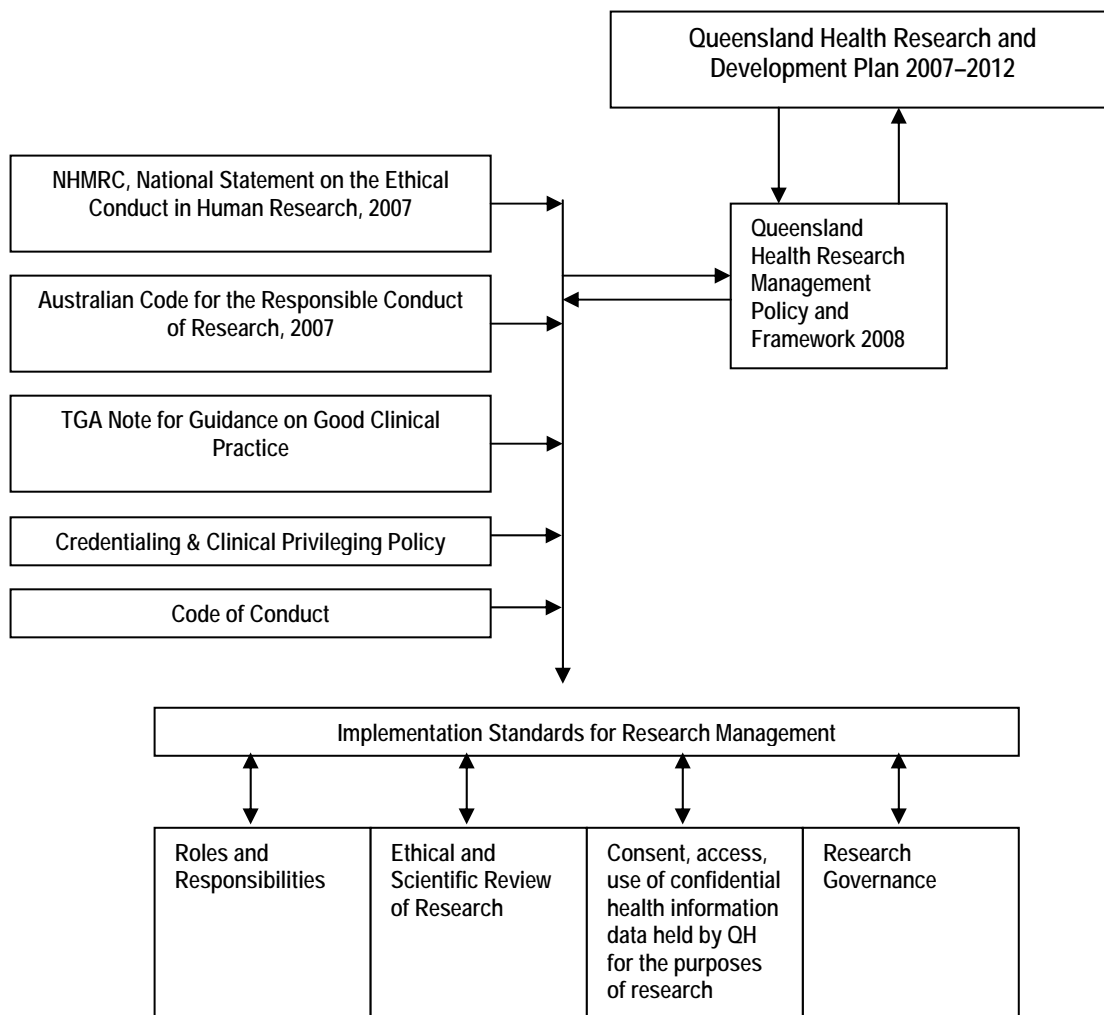 Queensland Health Research and
Development Plan 2007–2012
NHMRC, National Statement on the Ethical
Conduct in Human Research, 2007
Queensland
Health Research
Management
Policy and
Framework 2008
Australian Code for the Responsible Conduct
of Research, 2007
TGA Note for Guidance on Good Clinical
Practice
Credentialing & Clinical Privileging Policy
Code of Conduct
Implementation Standards for Research Management
Roles and
Responsibilities
Ethical and
Scientific Review
of Research
Consent, access,
use of confidential
health information
data held by QH
for the purposes
of research
Research
Governance